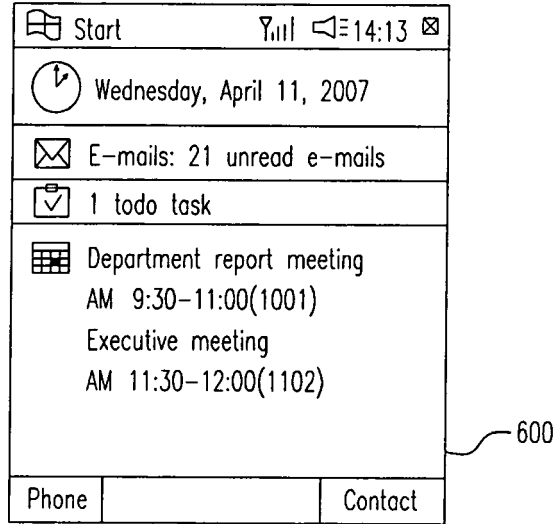 Start 14:13
Wednesday, April 11, 2007
E-mails: 21 unread e-mails
1 todo task
Department report meeting
AM 9:30-11:00(1001)
Executive meeting
AM 11:30-12:00(1102)
600
Phone Contact